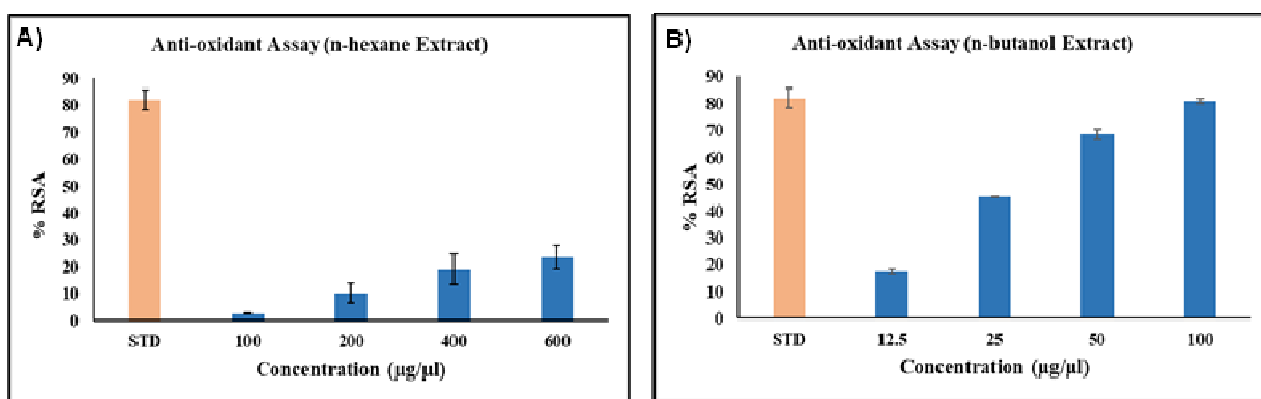 A)
Anti-oxidant Assay (n-hexane Extract)
90
80
70
60
50
40
30
20
10
0
% RSA
STD 100 200 400 600
Concentration (µg/µl)
B)
Anti-oxidant Assay (n-butanol Extract)
90
80
70
60
50
40
30
20
10
0
% RSA
STD 12.5 25 50 100
Concentration (µg/µl)